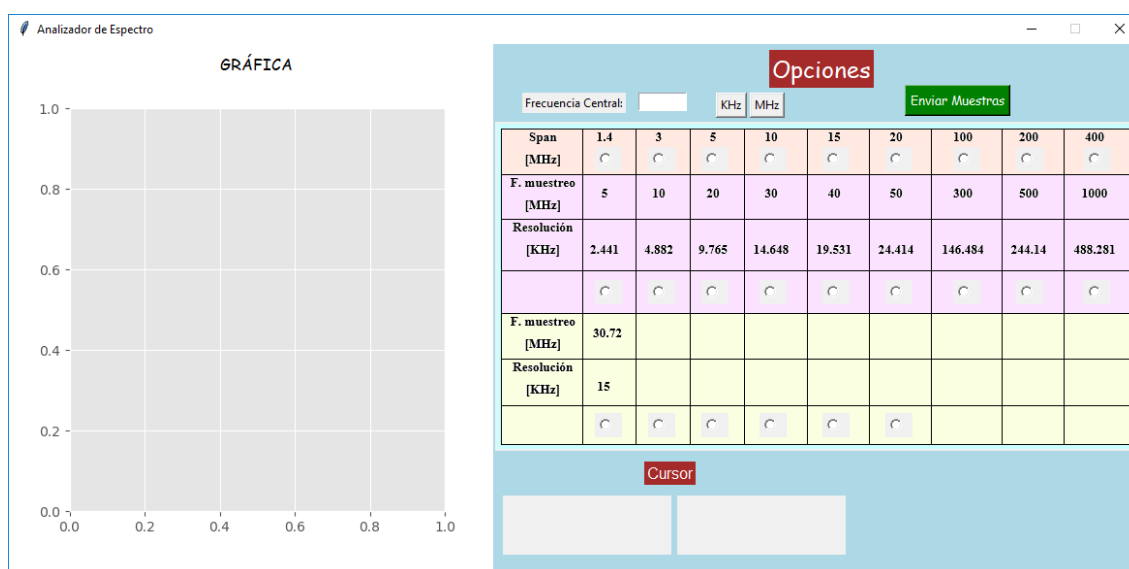 Analizador de Espectro
GRÁFICA
1.0
0.8
0.6
0.4
0.2
0.0
0.0 0.2 0.4 0.6 0.8 1.0
Opciones
Frecuencia Central: KHz MHz Enviar Muestras
Span 1.4 3 5 10 15 20 100 200 400
[MHz]
F. muestreo
[MHz] 5 10 20 30 40 50 300 500 1000
Resolución
[KHz] 2.441 4.882 9.765 14.648 19.531 24.414 146.484 244.14 488.281
F. muestreo
[MHz] 30.72
Resolución
[KHz] 15
Cursor